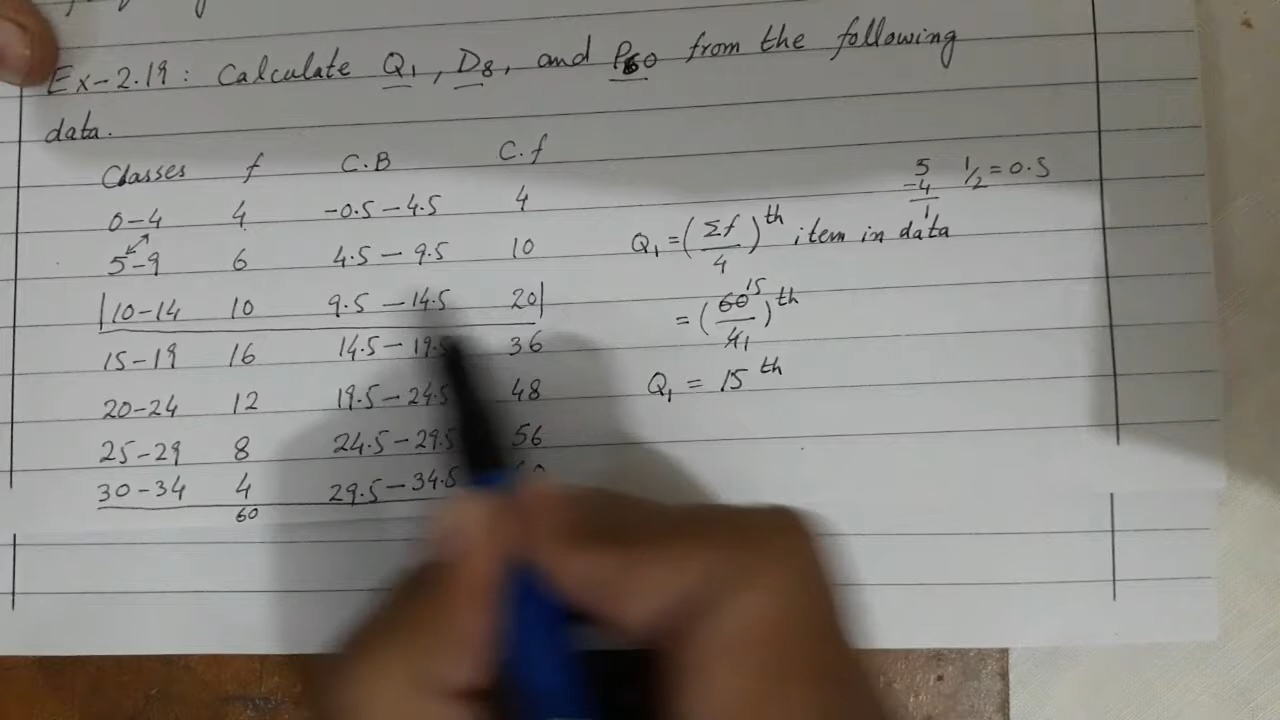 Ex-2.19: Calculate Q₁, D₈, and P₆₀ from the following
data.
Classes f C.B C.f
0-4 4 -0.5-4.5 4
5-9 6 4.5-9.5 10
10-14 10 9.5-14.5 20
15-19 16 14.5-19.5 36
20-24 12 19.5-24.5 48
25-29 8 24.5-29.5 56
30-34 4 29.5-34.5
60
5
-4
1
1/2=0.5
Q₁=(Σf/4)th item in data
=(60/4)th 15 1
Q₁ = 15th